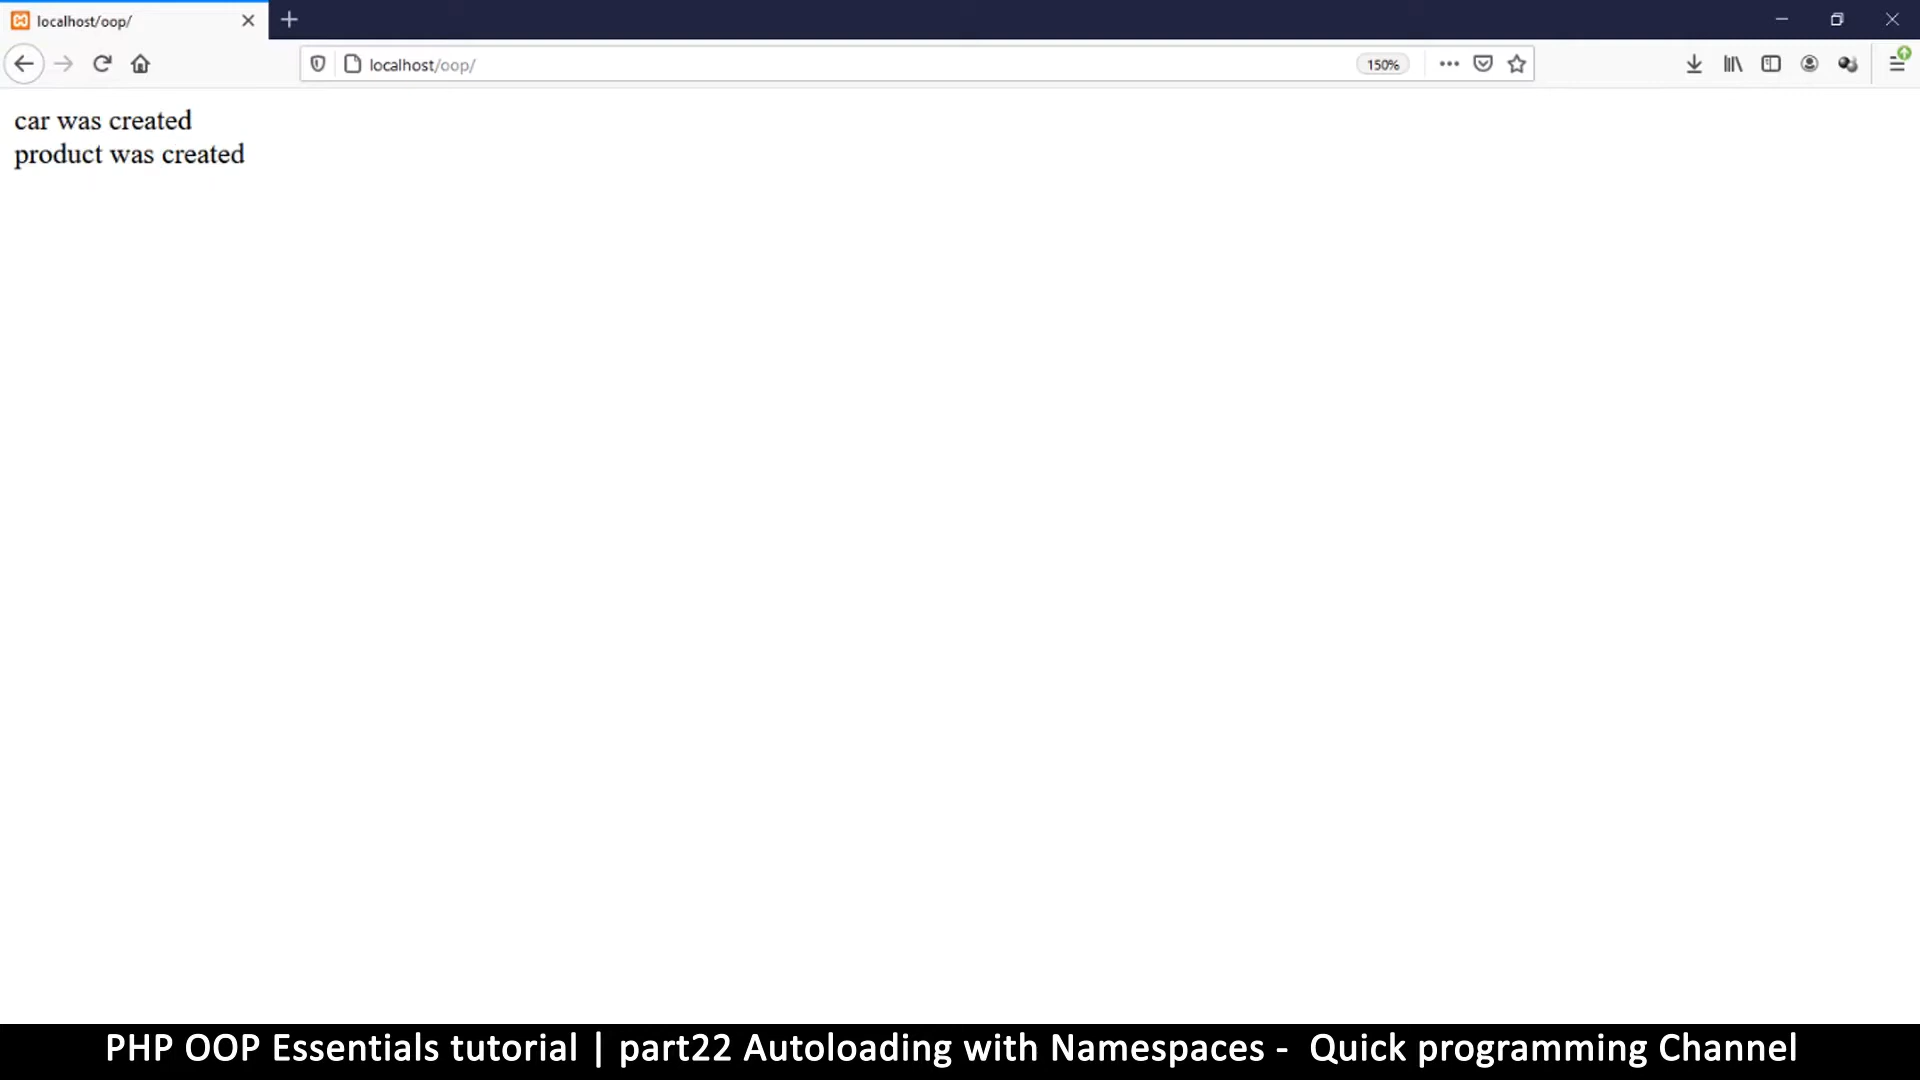 localhost/oop/
localhost/oop/
150%
car was created
product was created
PHP OOP Essentials tutorial | part22 Autoloading with Namespaces - Quick programming Channel